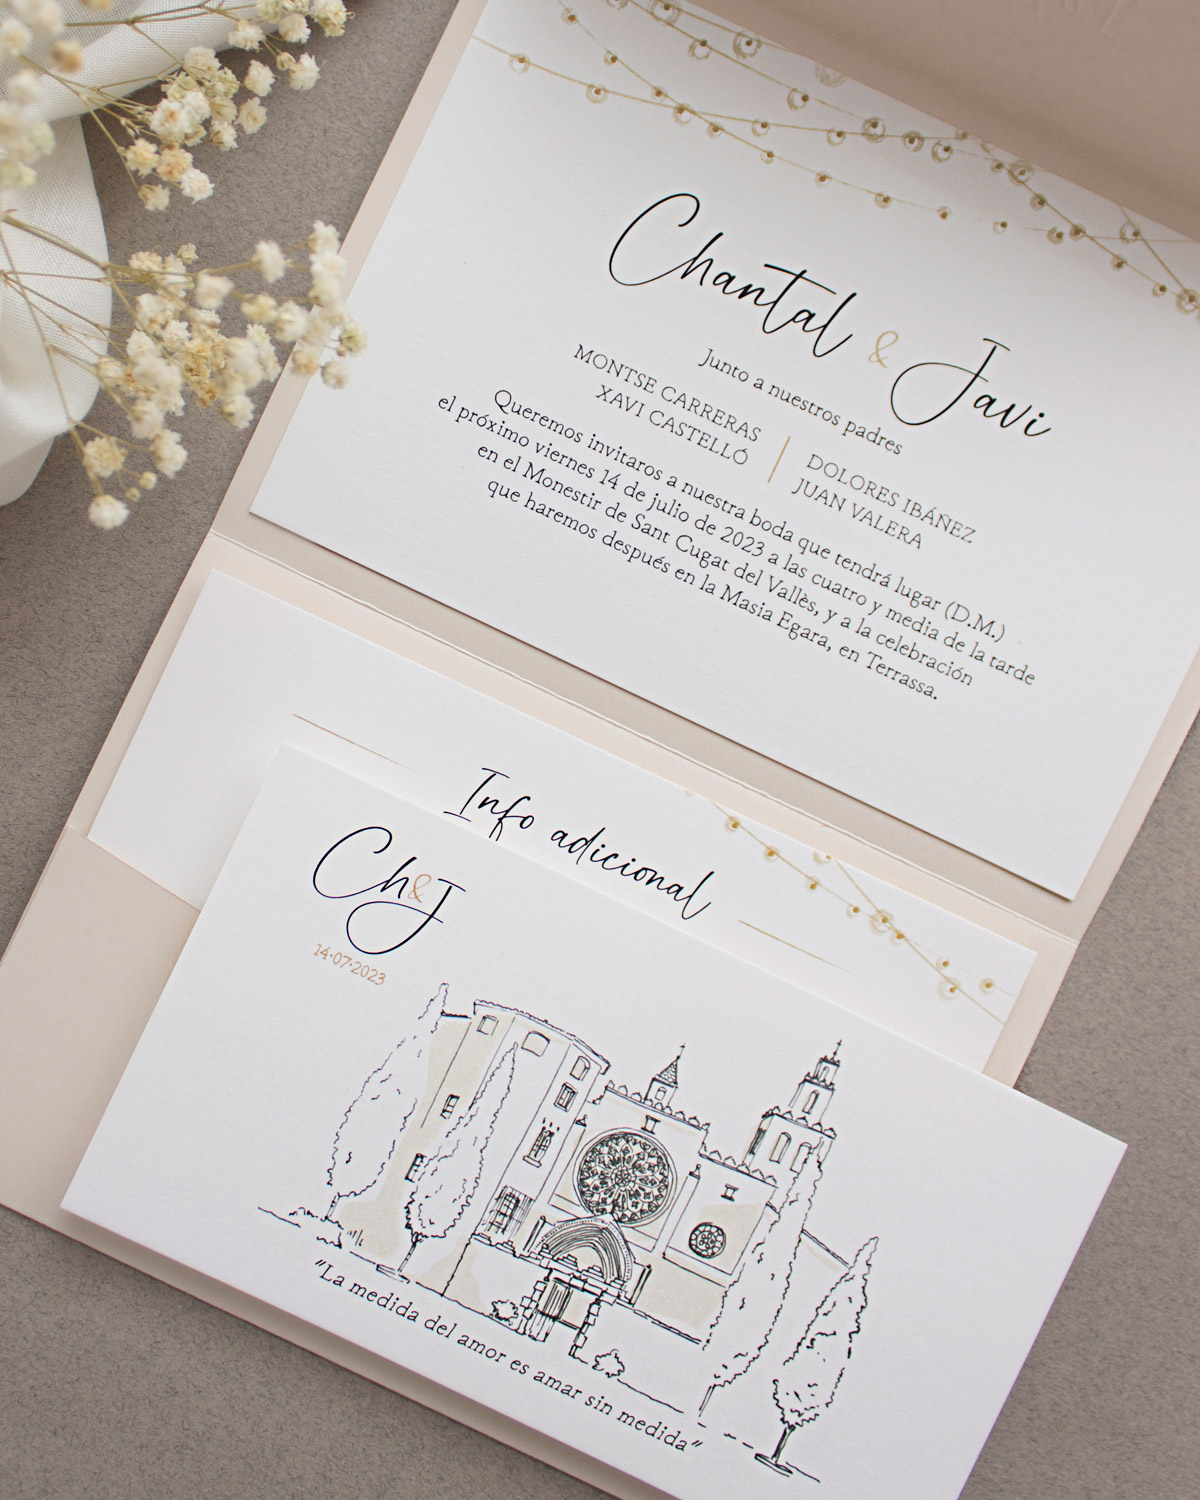 Chantal & Javi
Junto a nuestros padres
MONTSE CARRERAS
XAVI CASTELLÓ
DOLORES IBÁÑEZ
JUAN VALERA
Queremos invitaros a nuestra boda que tendrá lugar (D.M.)
el próximo viernes 14 de julio de 2023 a las cuatro y media de la tarde
en el Monestir de Sant Cugat del Vallès, y a la celebración
que haremos después en la Masia Egara, en Terrassa.
Info adicional
Ch&J
14·07·2023
"La medida del amor es amar sin medida"